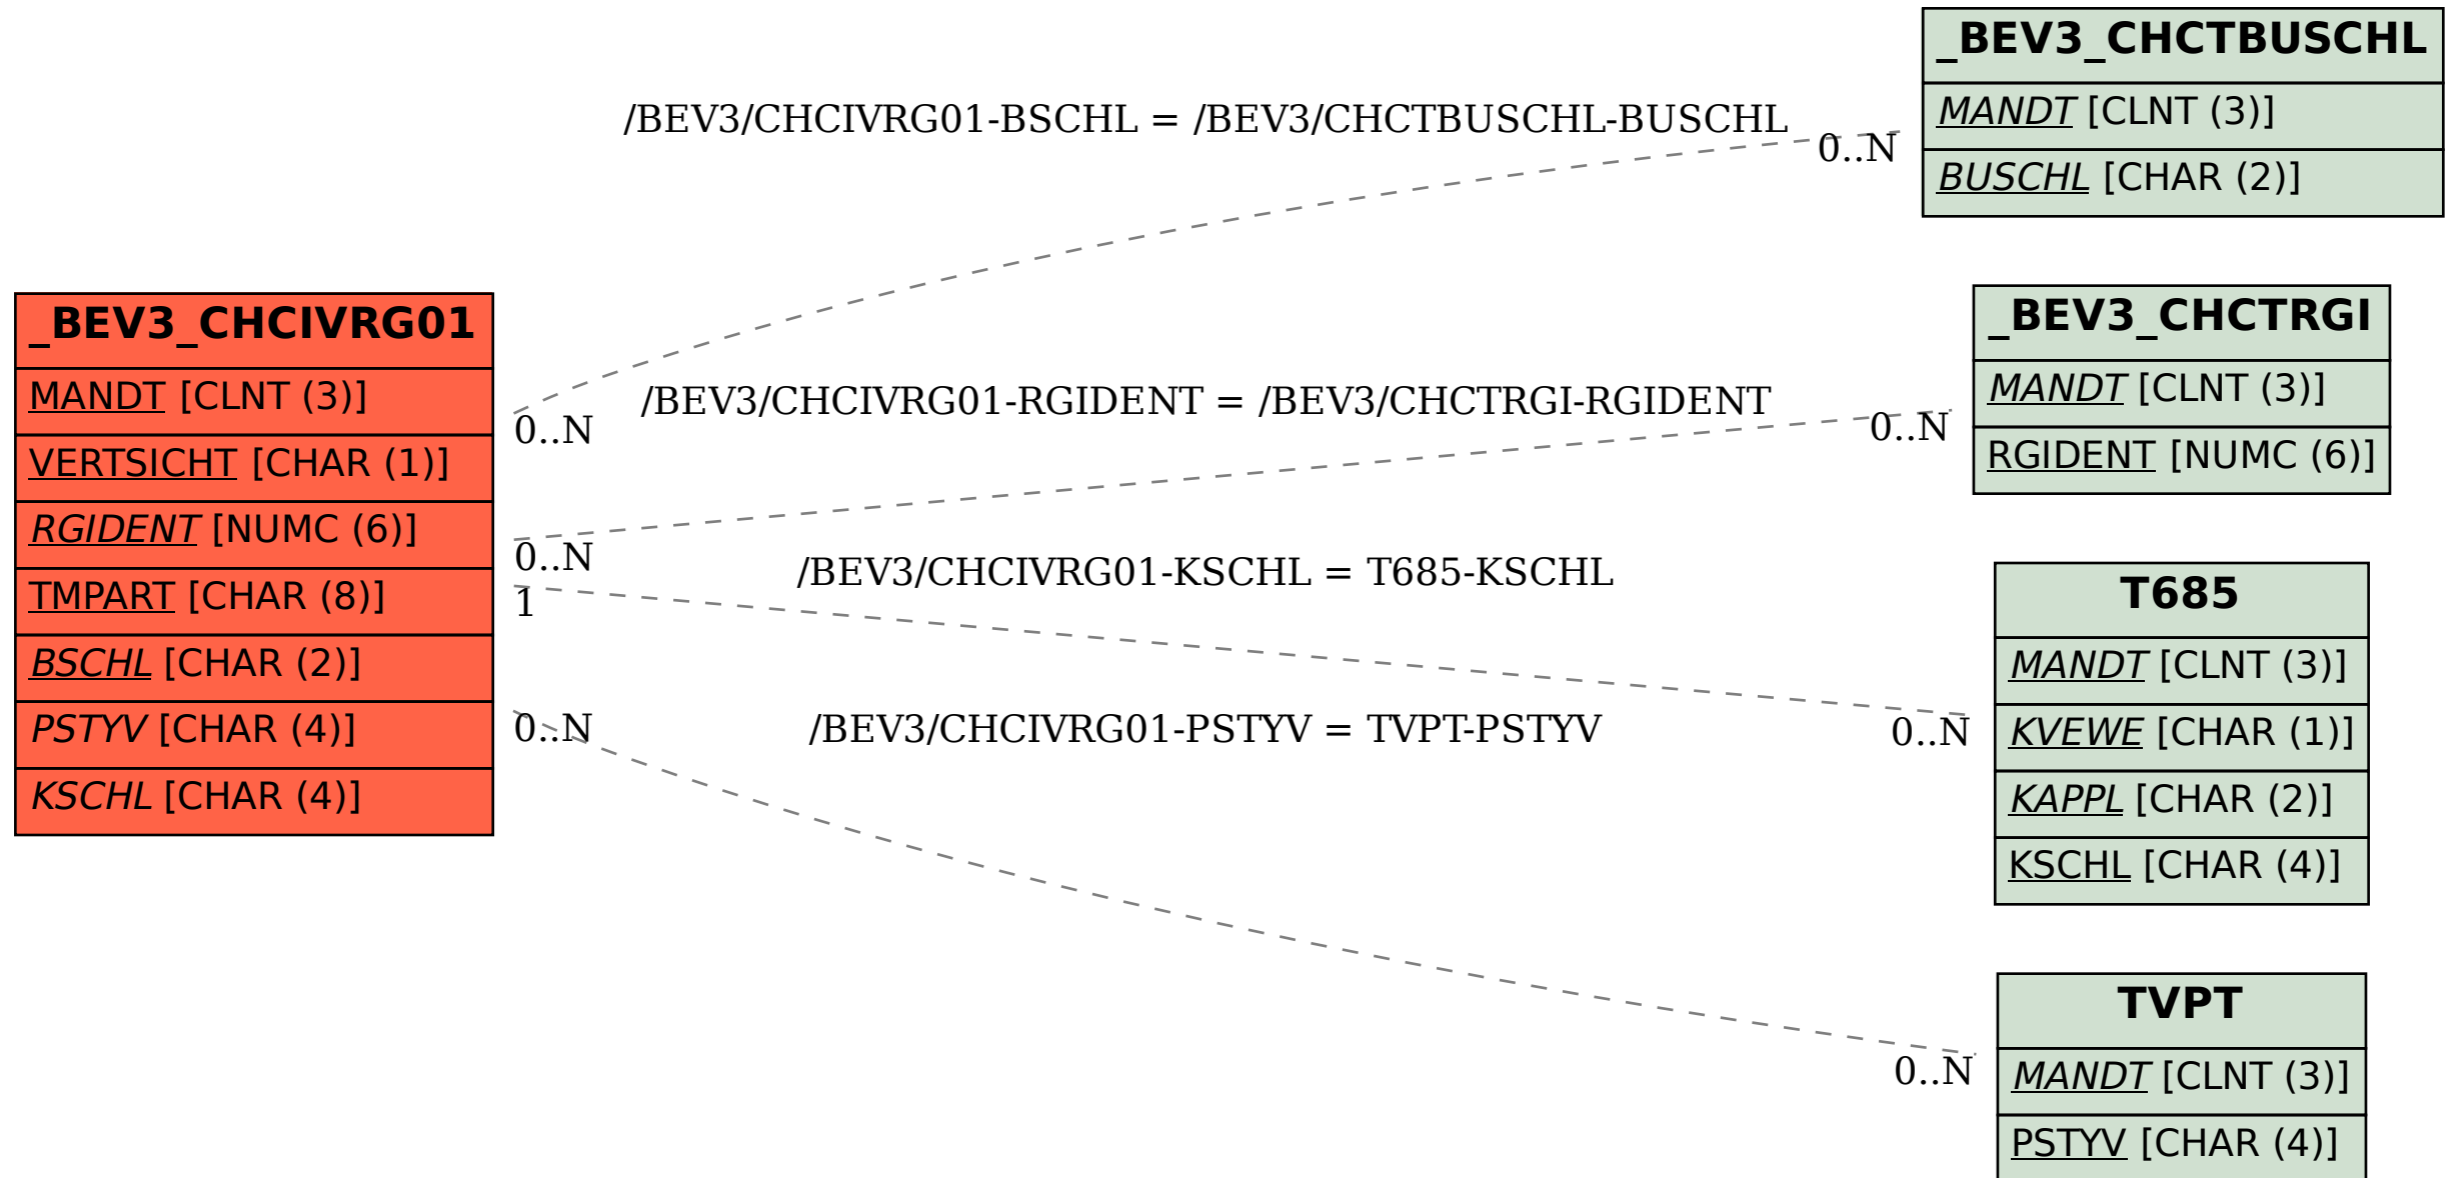 _BEV3_CHCIVRG01
MANDT [CLNT (3)]
VERTSICHT [CHAR (1)]
RGIDENT [NUMC (6)]
TMPART [CHAR (8)]
BSCHL [CHAR (2)]
PSTYV [CHAR (4)]
KSCHL [CHAR (4)]
/BEV3/CHCIVRG01-BSCHL = /BEV3/CHCTBUSCHL-BUSCHL
0..N
0..N
/BEV3/CHCIVRG01-RGIDENT = /BEV3/CHCTRGI-RGIDENT
0..N
0..N
/BEV3/CHCIVRG01-KSCHL = T685-KSCHL
1
0..N
/BEV3/CHCIVRG01-PSTYV = TVPT-PSTYV
0..N
0..N
_BEV3_CHCTBUSCHL
MANDT [CLNT (3)]
BUSCHL [CHAR (2)]
_BEV3_CHCTRGI
MANDT [CLNT (3)]
RGIDENT [NUMC (6)]
T685
MANDT [CLNT (3)]
KVEWE [CHAR (1)]
KAPPL [CHAR (2)]
KSCHL [CHAR (4)]
TVPT
MANDT [CLNT (3)]
PSTYV [CHAR (4)]